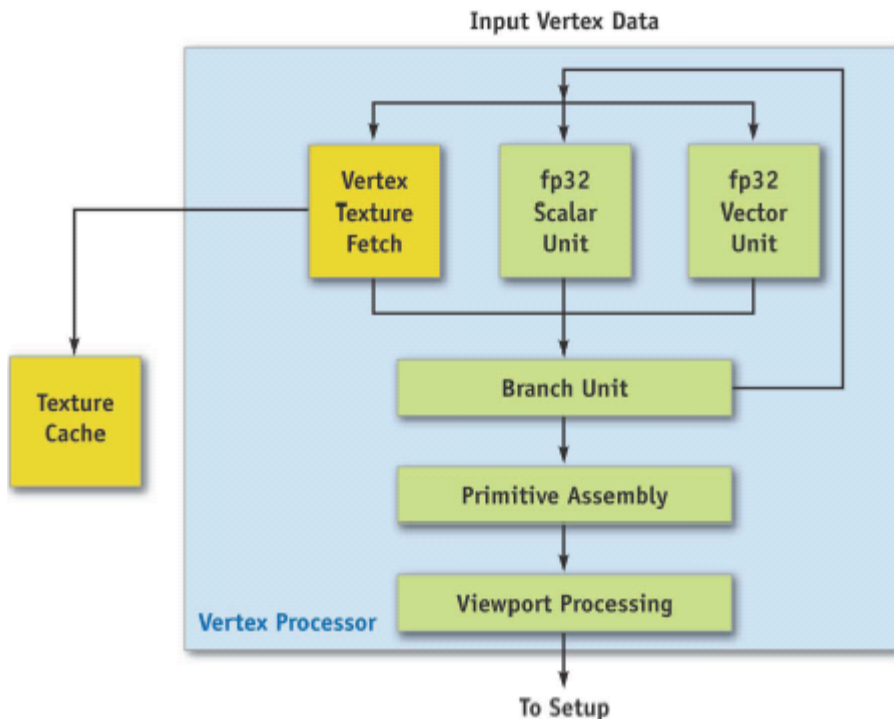 Input Vertex Data
Vertex
Texture
Fetch
fp32
Scalar
Unit
fp32
Vector
Unit
Texture
Cache
Branch Unit
Primitive Assembly
Viewport Processing
Vertex Processor
To Setup